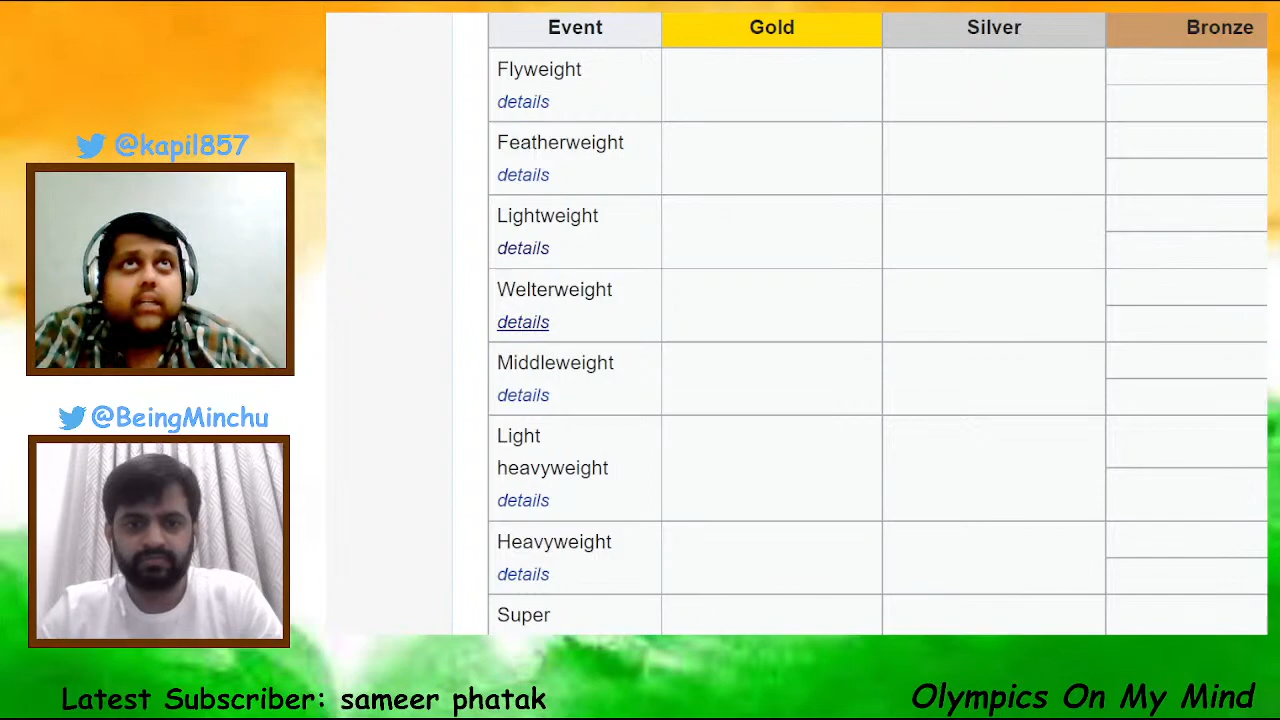 @kapil857
@BeingMinchu
Event Gold Silver Bronze
Flyweight
details
Featherweight
details
Lightweight
details
Welterweight
details
Middleweight
details
Light
heavyweight
details
Heavyweight
details
Super
Latest Subscriber: sameer phatak
Olympics On My Mind